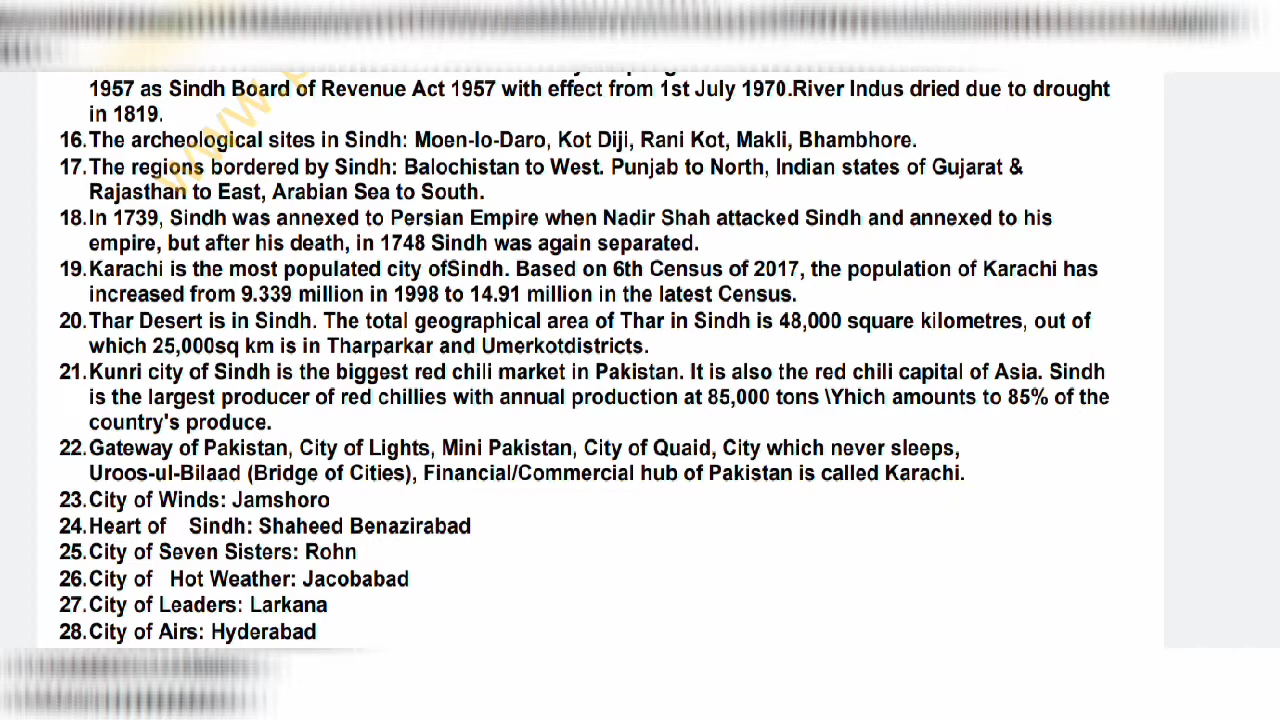 1957 as Sindh Board of Revenue Act 1957 with effect from 1st July 1970.River Indus dried due to drought
in 1819.
16.The archeological sites in Sindh: Moen-lo-Daro, Kot Diji, Rani Kot, Makli, Bhambhore.
17.The regions bordered by Sindh: Balochistan to West. Punjab to North, Indian states of Gujarat &
Rajasthan to East, Arabian Sea to South.
18.In 1739, Sindh was annexed to Persian Empire when Nadir Shah attacked Sindh and annexed to his
empire, but after his death, in 1748 Sindh was again separated.
19.Karachi is the most populated city ofSindh. Based on 6th Census of 2017, the population of Karachi has
increased from 9.339 million in 1998 to 14.91 million in the latest Census.
20.Thar Desert is in Sindh. The total geographical area of Thar in Sindh is 48,000 square kilometres, out of
which 25,000sq km is in Tharparkar and Umerkotdistricts.
21.Kunri city of Sindh is the biggest red chili market in Pakistan. It is also the red chili capital of Asia. Sindh
is the largest producer of red chillies with annual production at 85,000 tons \Yhich amounts to 85% of the
country's produce.
22.Gateway of Pakistan, City of Lights, Mini Pakistan, City of Quaid, City which never sleeps,
Uroos-ul-Bilaad (Bridge of Cities), Financial/Commercial hub of Pakistan is called Karachi.
23.City of Winds: Jamshoro
24.Heart of Sindh: Shaheed Benazirabad
25.City of Seven Sisters: Rohn
26.City of Hot Weather: Jacobabad
27.City of Leaders: Larkana
28.City of Airs: Hyderabad
www.